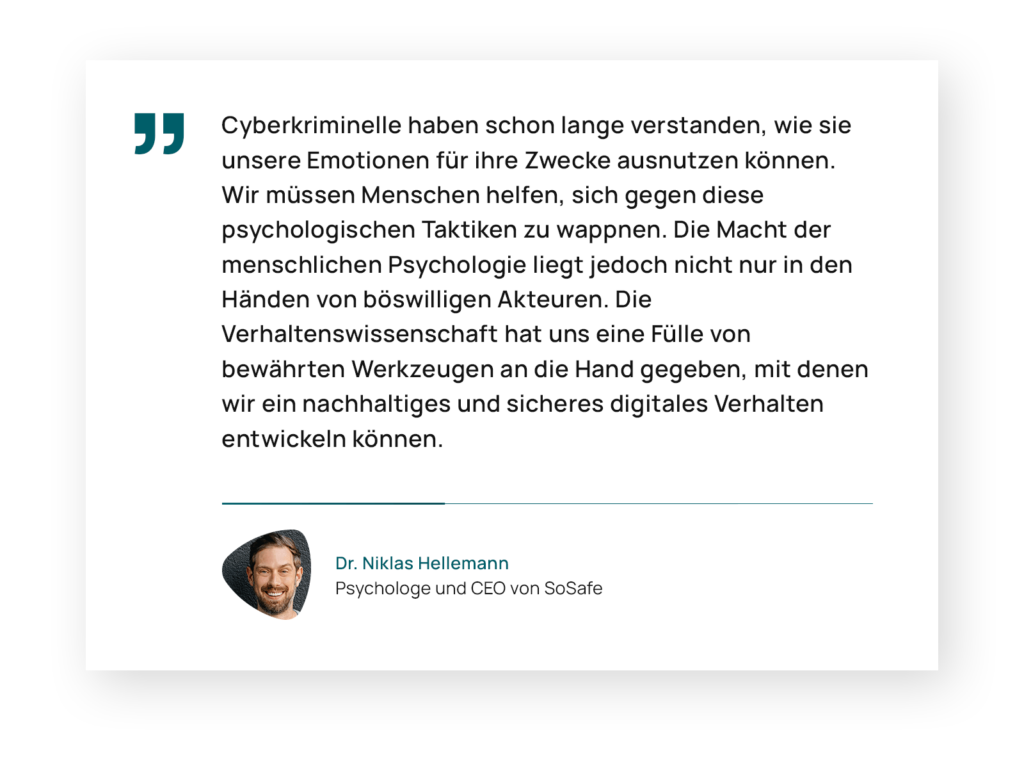 Cyberkriminelle haben schon lange verstanden, wie sie
unsere Emotionen für ihre Zwecke ausnutzen können.
Wir müssen Menschen helfen, sich gegen diese
psychologischen Taktiken zu wappnen. Die Macht der
menschlichen Psychologie liegt jedoch nicht nur in den
Händen von böswilligen Akteuren. Die
Verhaltenswissenschaft hat uns eine Fülle von
bewährten Werkzeugen an die Hand gegeben, mit denen
wir ein nachhaltiges und sicheres digitales Verhalten
entwickeln können.
Dr. Niklas Hellemann
Psychologe und CEO von SoSafe